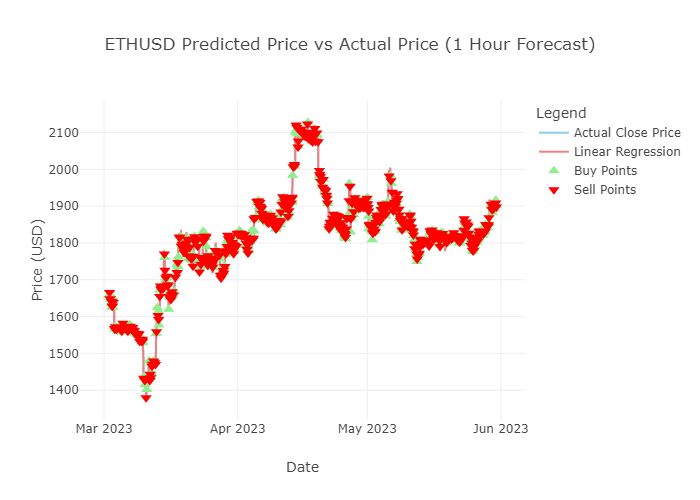 ETHUSD Predicted Price vs Actual Price (1 Hour Forecast)
Legend
Actual Close Price
Linear Regression
Buy Points
Sell Points
Price (USD)
2100
2000
1900
1800
1700
1600
1500
1400
Mar 2023
Apr 2023
May 2023
Jun 2023
Date